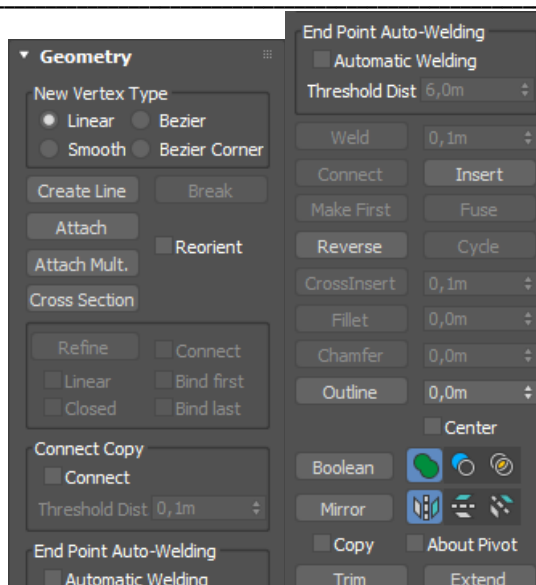 Geometry
New Vertex Type
Linear Bezier
Smooth Bezier Corner
Create Line Break
Attach
Reorient
Attach Mult.
Cross Section
Refine Connect
Linear Bind first
Closed Bind last
Connect Copy
Connect
Threshold Dist 0,1m
End Point Auto-Welding
Automatic Welding
End Point Auto-Welding
Automatic Welding
Threshold Dist 6,0m
Weld 0,1m
Connect Insert
Make First Fuse
Reverse Cycle
CrossInsert 0,1m
Fillet 0,0m
Chamfer 0,0m
Outline 0,0m
Center
Boolean
Mirror
Copy About Pivot
Trim Extend